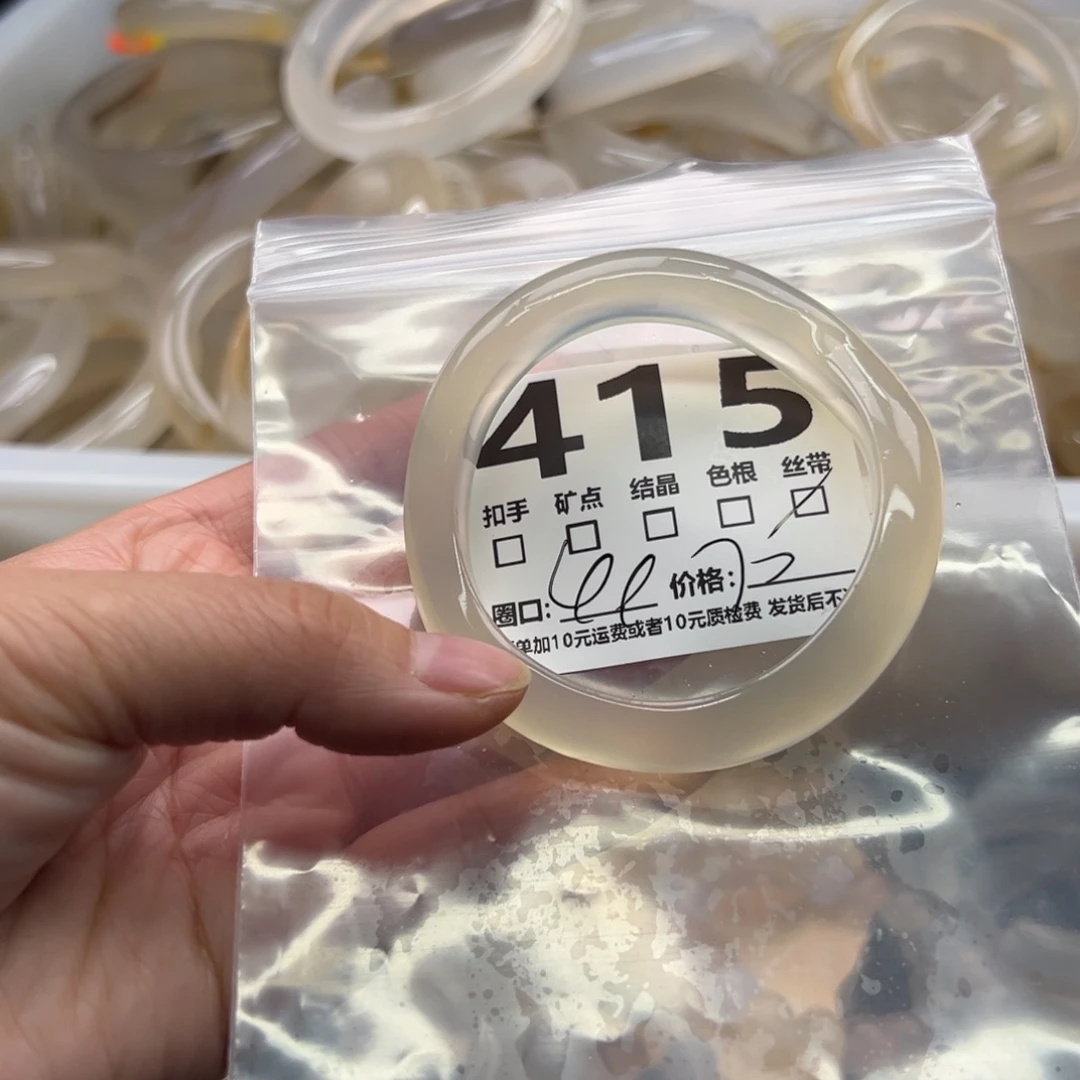 415
扣手 矿点 结晶 色根 丝带
圈口: 价格:
单加10元运费或者10元质检费 发货后不